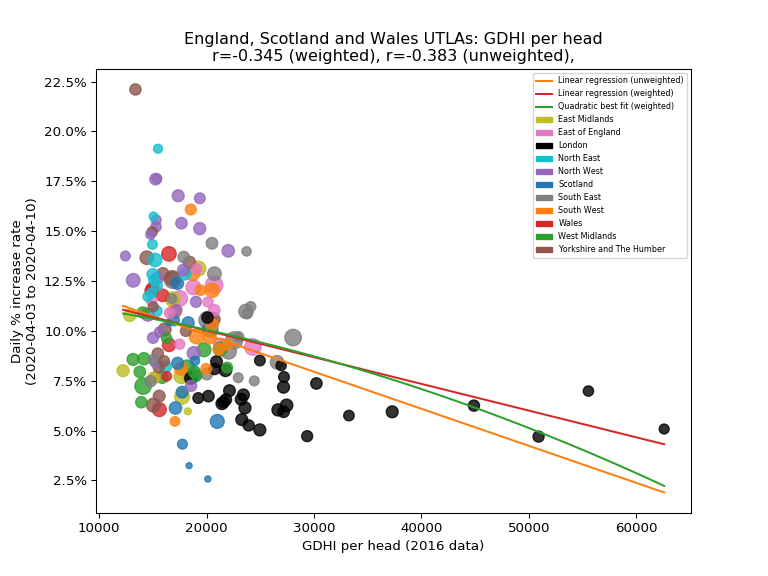 England, Scotland and Wales UTLAs: GDHI per head
r=-0.345 (weighted), r=-0.383 (unweighted),
Daily % increase rate
(2020-04-03 to 2020-04-10)
22.5%
20.0%
17.5%
15.0%
12.5%
10.0%
7.5%
5.0%
2.5%
Linear regression (unweighted)
Linear regression (weighted)
Quadratic best fit (weighted)
East Midlands
East of England
London
North East
North West
Scotland
South East
South West
Wales
West Midlands
Yorkshire and The Humber
10000 20000 30000 40000 50000 60000
GDHI per head (2016 data)